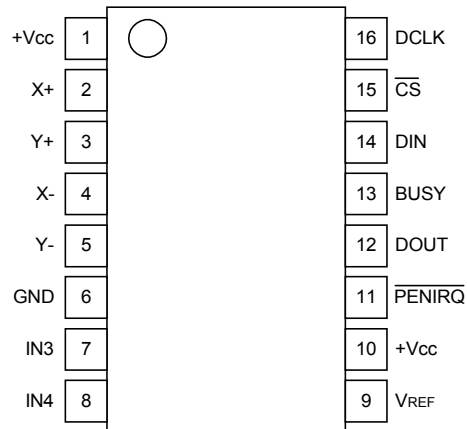 +Vcc 1 16 DCLK
X+ 2 15 CS
Y+ 3 14 DIN
X- 4 13 BUSY
Y- 5 12 DOUT
GND 6 11 PENIRQ
IN3 7 10 +Vcc
IN4 8 9 VREF